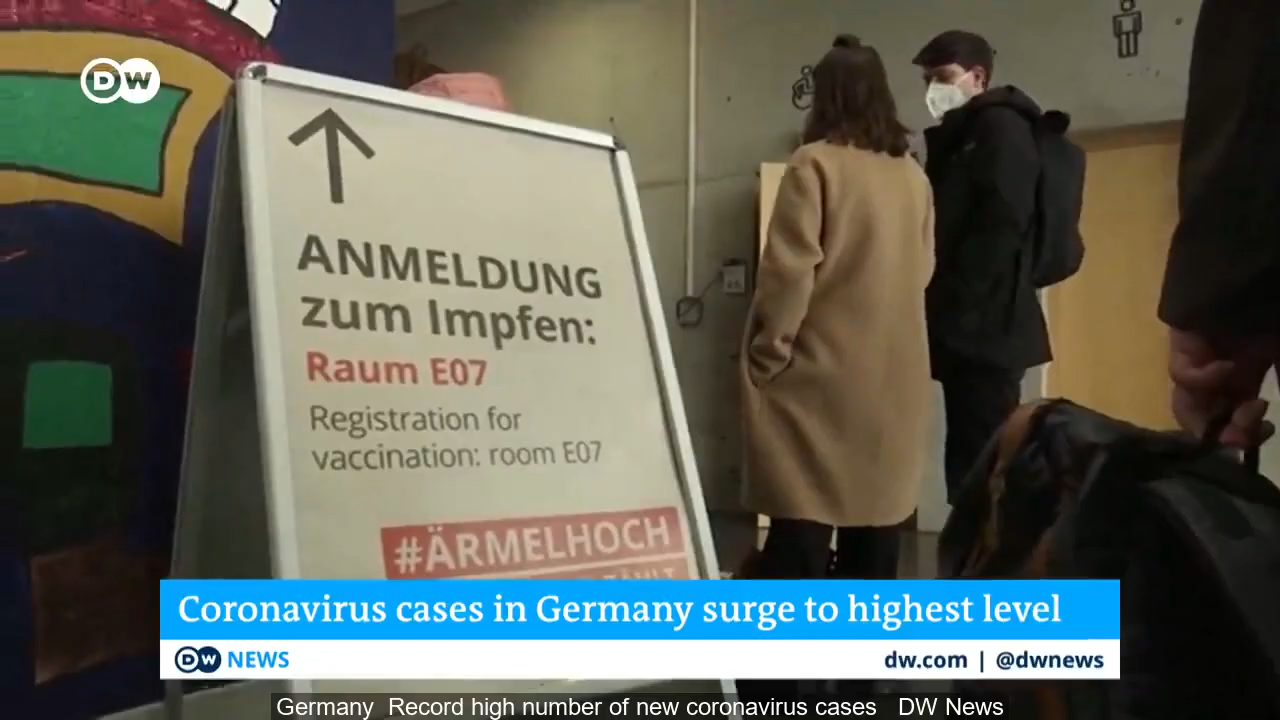 DW
ANMELDUNG
zum Impfen:
Raum E07
Registration for
vaccination: room E07
#ÄRMELHOCH
ZÄHLT
Coronavirus cases in Germany surge to highest level
DW NEWS
dw.com | @dwnews
Germany Record high number of new coronavirus cases DW News